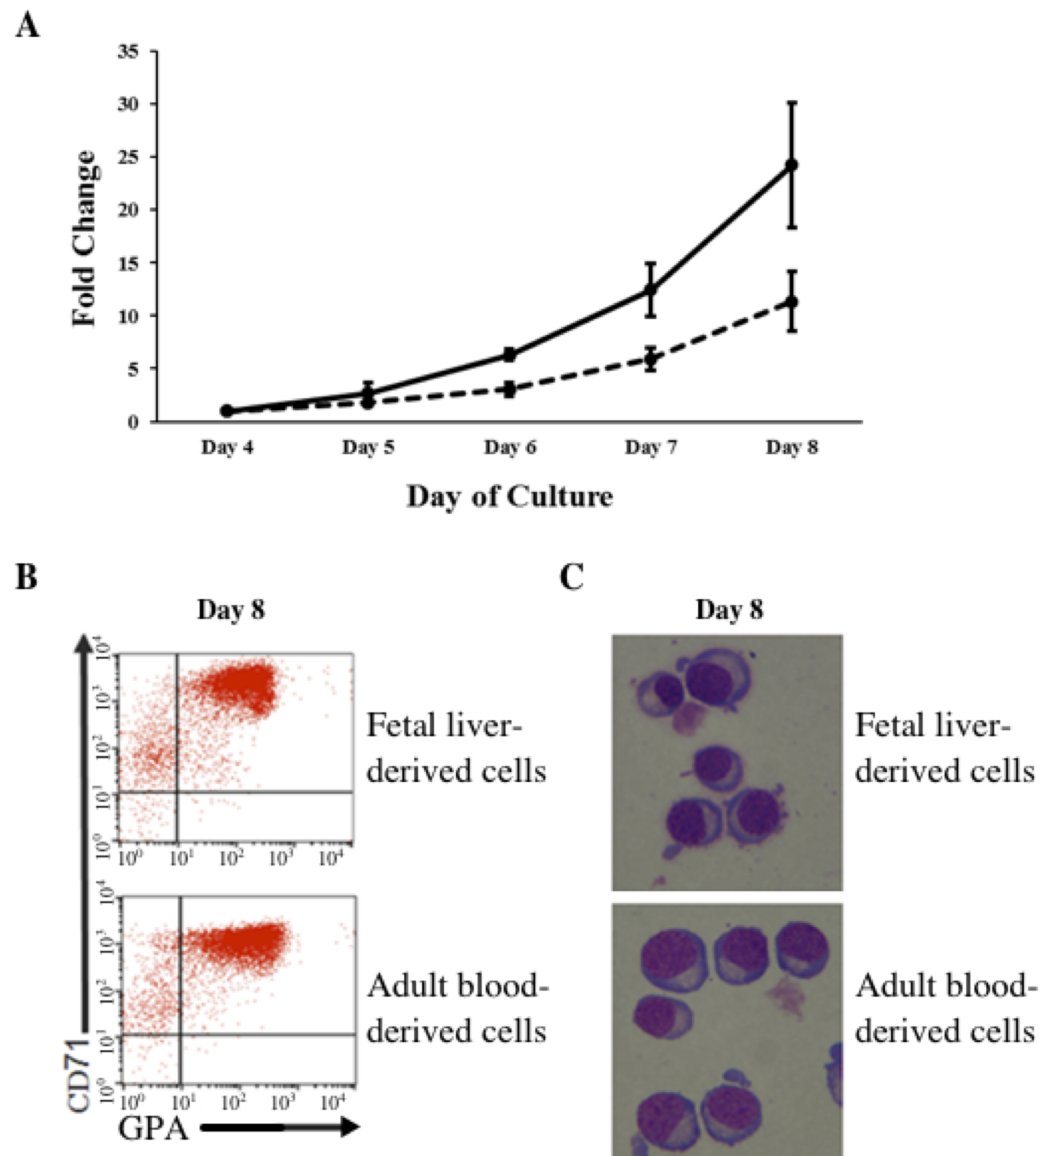 A
35
30
25
20
15
10
5
0
Fold Change
Day 4 Day 5 Day 6 Day 7 Day 8
Day of Culture
B
Day 8
10⁴
10³
10²
10¹
10⁰
10⁰ 10¹ 10² 10³ 10⁴
Fetal liver-
derived cells
10⁴
10³
10²
10¹
10⁰
10⁰ 10¹ 10² 10³ 10⁴
Adult blood-
derived cells
CD71
GPA
C
Day 8
Fetal liver-
derived cells
Adult blood-
derived cells